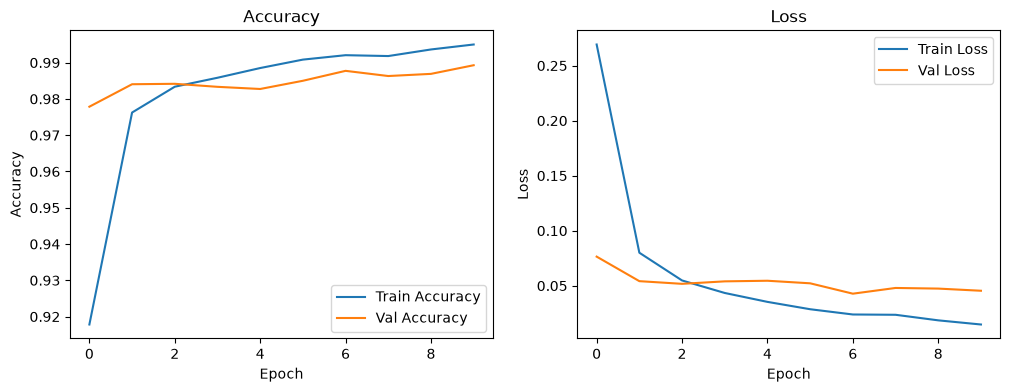 Accuracy
Accuracy
0.99
0.98
0.97
0.96
0.95
0.94
0.93
0.92
0 2 4 6 8
Epoch
Train Accuracy
Val Accuracy
Loss
Loss
0.25
0.20
0.15
0.10
0.05
0 2 4 6 8
Epoch
Train Loss
Val Loss